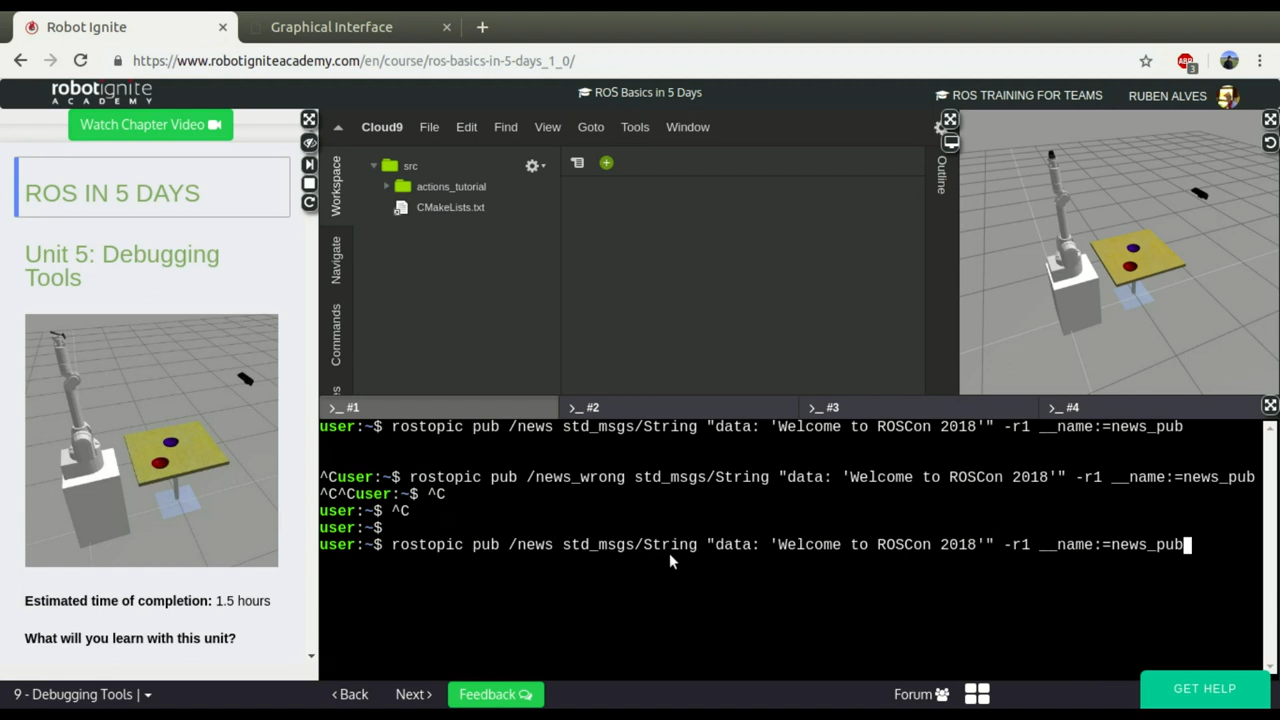 Robot Ignite
Graphical Interface
https://www.robotigniteacademy.com/en/course/ros-basics-in-5-days_1_0/
ABP
3
robotignite
ACADEMY
ROS Basics in 5 Days
ROS TRAINING FOR TEAMS
RUBEN ALVES
Watch Chapter Video
ROS IN 5 DAYS
Unit 5: Debugging
Tools
Estimated time of completion: 1.5 hours
What will you learn with this unit?
Cloud9 File Edit Find View Goto Tools Window
Workspace
Navigate
Commands
src
actions_tutorial
CMakeLists.txt
Outline
>_ #1
>_ #2
>_ #3
>_ #4
user:~$ rostopic pub /news std_msgs/String "data: 'Welcome to ROSCon 2018'" -r1 __name:=news_pub
^Cuser:~$ rostopic pub /news_wrong std_msgs/String "data: 'Welcome to ROSCon 2018'" -r1 __name:=news_pub
^C^Cuser:~$ ^C
user:~$ ^C
user:~$
user:~$ rostopic pub /news std_msgs/String "data: 'Welcome to ROSCon 2018'" -r1 __name:=news_pub
9 - Debugging Tools |
< Back
Next >
Feedback
Forum
GET HELP